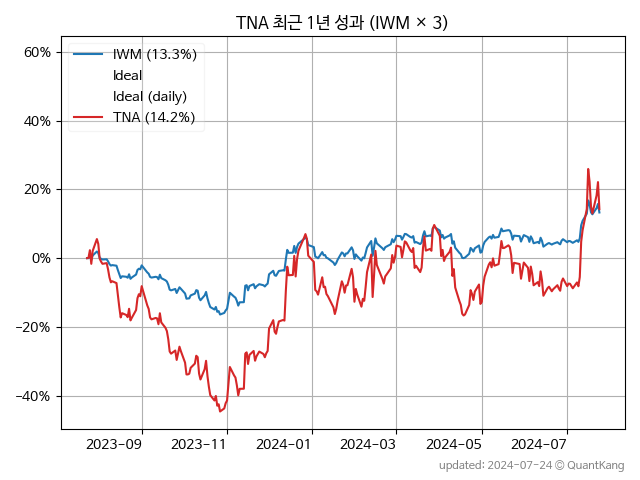 TNA 최근 1년 성과 (IWM × 3)
60%
40%
20%
0%
−20%
−40%
IWM (13.3%)
Ideal
Ideal (daily)
TNA (14.2%)
2023−09
2023−11
2024−01
2024−03
2024−05
2024−07
updated: 2024-07-24 © QuantKang